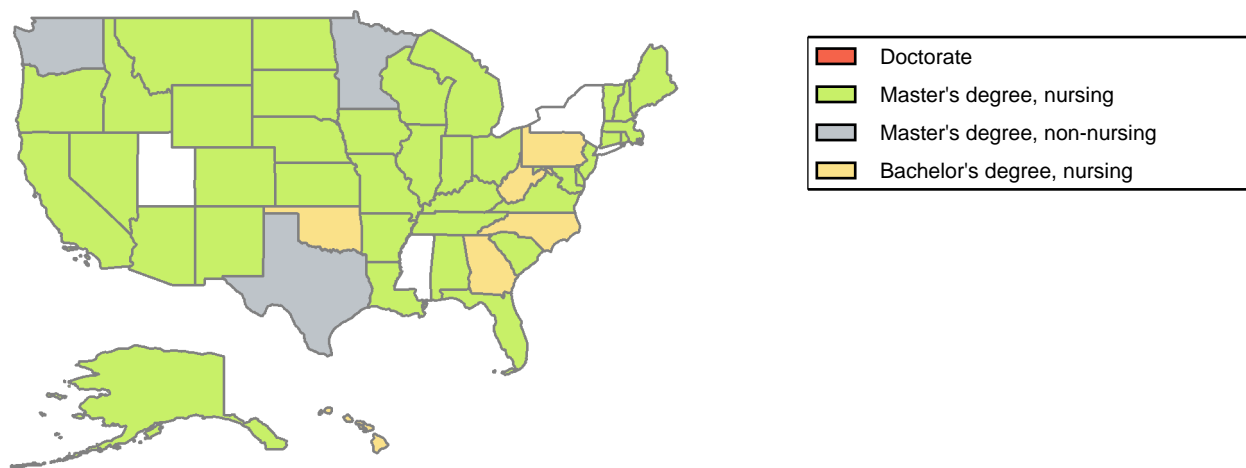 Doctorate
Master's degree, nursing
Master's degree, non-nursing
Bachelor's degree, nursing